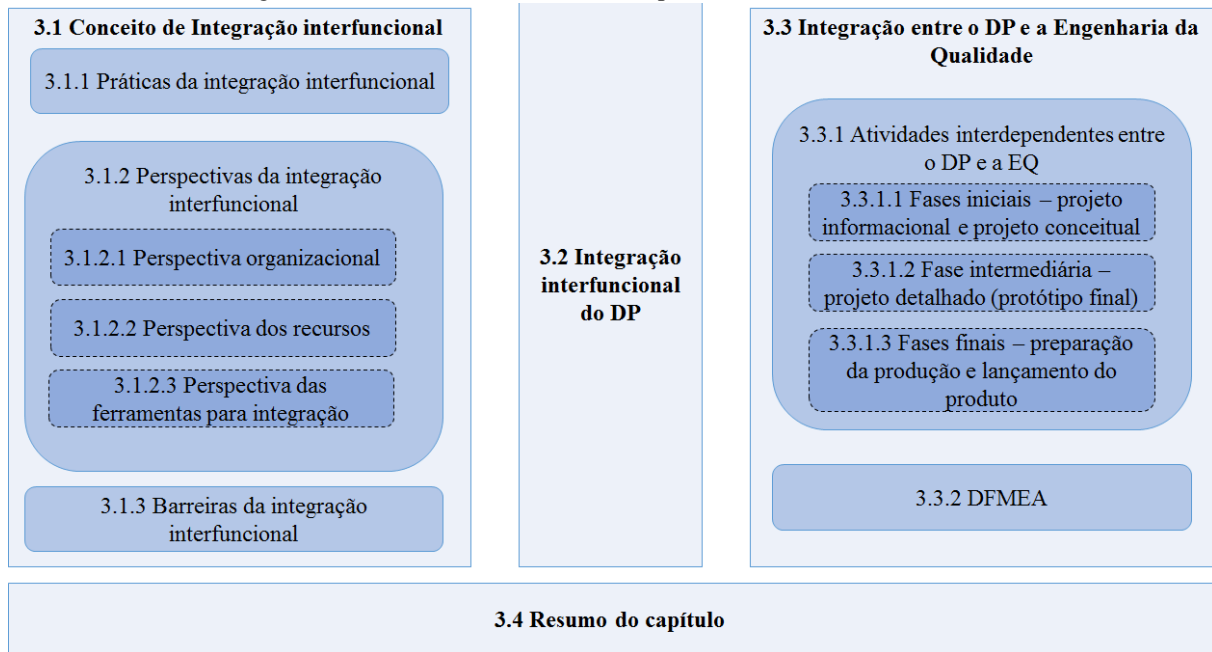 3.1 Conceito de Integração interfuncional
3.1.1 Práticas da integração interfuncional
3.1.2 Perspectivas da integração
interfuncional
3.1.2.1 Perspectiva organizacional
3.1.2.2 Perspectiva dos recursos
3.1.2.3 Perspectiva das
ferramentas para integração
3.1.3 Barreiras da integração
interfuncional
3.2 Integração
interfuncional
do DP
3.3 Integração entre o DP e a Engenharia da
Qualidade
3.3.1 Atividades interdependentes entre
o DP e a EQ
3.3.1.1 Fases iniciais – projeto
informacional e projeto conceitual
3.3.1.2 Fase intermediária –
projeto detalhado (protótipo final)
3.3.1.3 Fases finais – preparação
da produção e lançamento do
produto
3.3.2 DFMEA
3.4 Resumo do capítulo